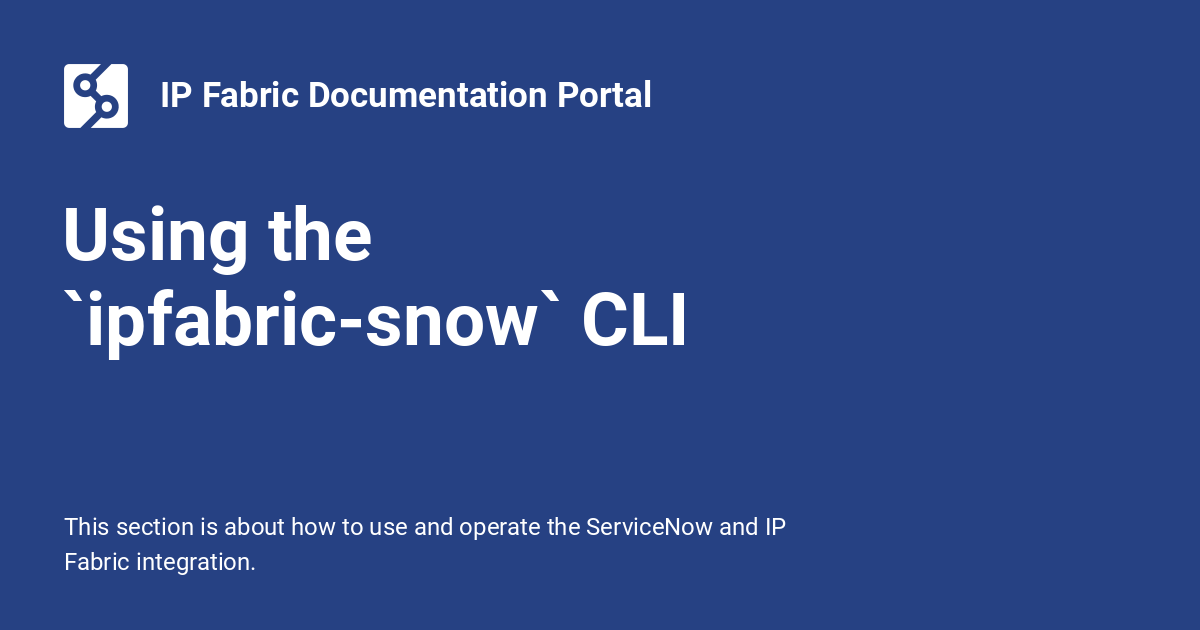 IP Fabric Documentation Portal
Using the
`ipfabric-snow` CLI
This section is about how to use and operate the ServiceNow and IP
Fabric integration.